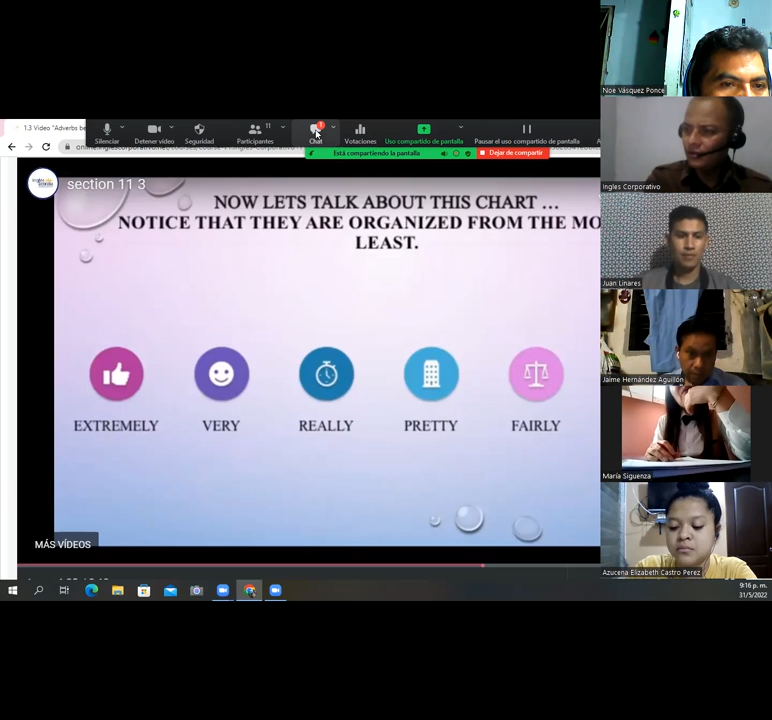 Noe Vásquez Ponce
1.3 Video "Adverbs be
11
1
Silenciar
Detener video
Seguridad
Participantes
Chat
Votaciones
Uso compartido de pantalla
Pausar el uso compartido de pantalla
Está compartiendo la pantalla
Dejar de compartir
section 11 3
NOW LETS TALK ABOUT THIS CHART ...
NOTICE THAT THEY ARE ORGANIZED FROM THE MO
LEAST.
EXTREMELY
VERY
REALLY
PRETTY
FAIRLY
MÁS VÍDEOS
Ingles Corporativo
Juan Linares
Jaime Hernández Aguillón
María Siguenza
Azucena Elizabeth Castro Perez
9:16 p. m.
31/5/2022